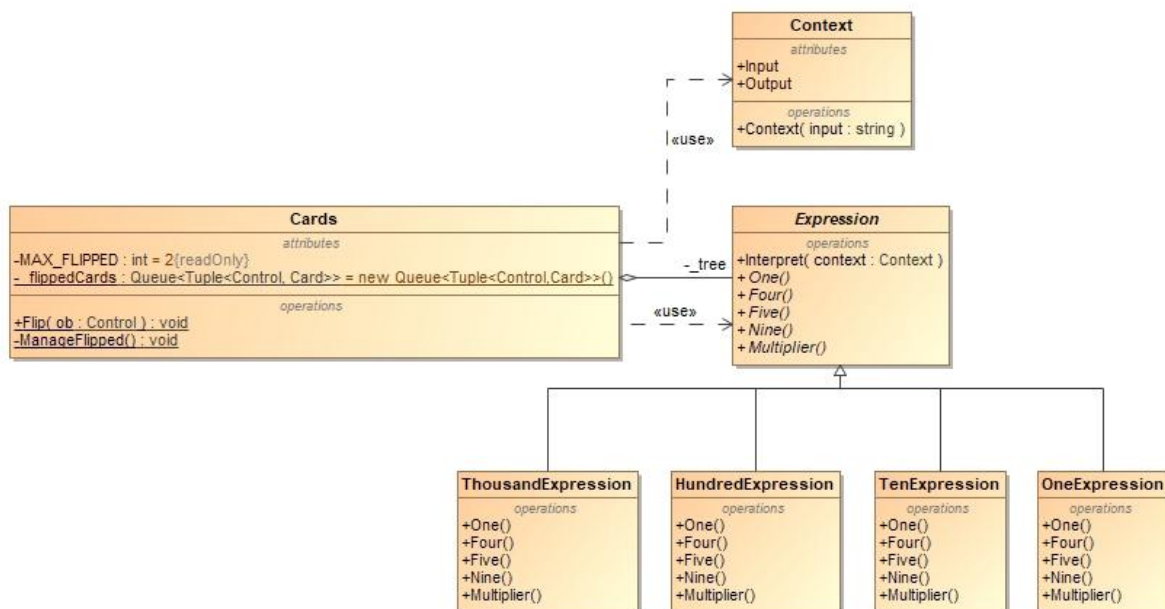 Context
attributes
+Input
+Output
operations
+Context( input : string )
«use»
Cards
attributes
-MAX_FLIPPED : int = 2{readOnly}
-_flippedCards : Queue<Tuple<Control, Card>> = new Queue<Tuple<Control,Card>>()
operations
+Flip( ob : Control ) : void
-ManageFlipped() : void
-_tree
«use»
Expression
operations
+Interpret( context : Context )
+One()
+Four()
+Five()
+Nine()
+Multiplier()
ThousandExpression
operations
+One()
+Four()
+Five()
+Nine()
+Multiplier()
HundredExpression
operations
+One()
+Four()
+Five()
+Nine()
+Multiplier()
TenExpression
operations
+One()
+Four()
+Five()
+Nine()
+Multiplier()
OneExpression
operations
+One()
+Four()
+Five()
+Nine()
+Multiplier()